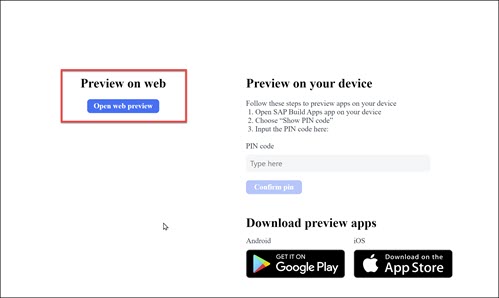 Preview on web
Open web preview
Preview on your device
Follow these steps to preview apps on your device
1. Open SAP Build Apps app on your device
2. Choose “Show PIN code”
3. Input the PIN code here:
PIN code
Type here
Confirm pin
Download preview apps
Android
iOS
GET IT ON
Google Play
Download on the
App Store